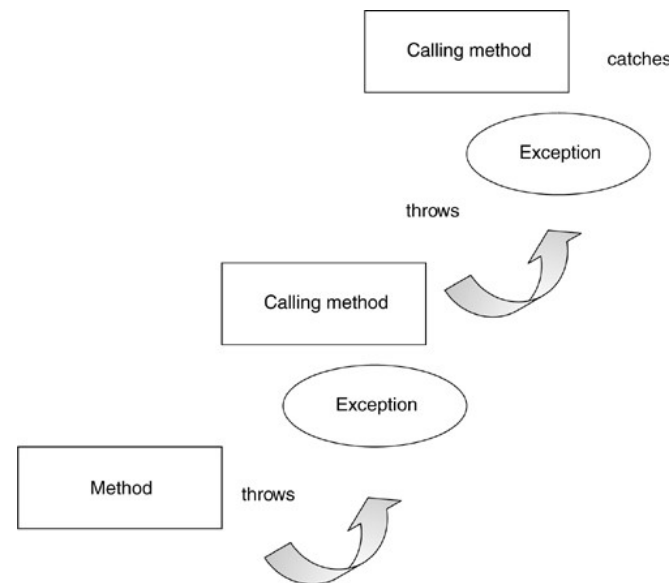 Calling method
catches
Exception
throws
Calling method
Exception
Method
throws